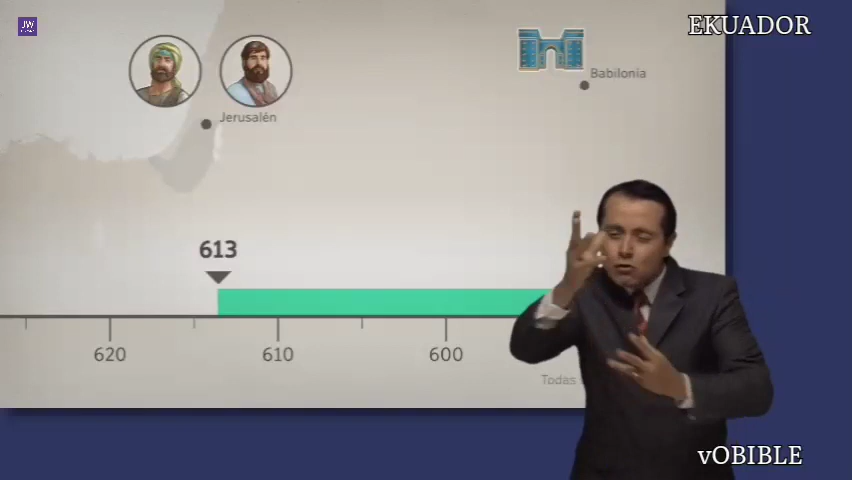 JW
EKUADOR
Babilonia
Jerusalén
613
620
610
600
Todas
vOBIBLE